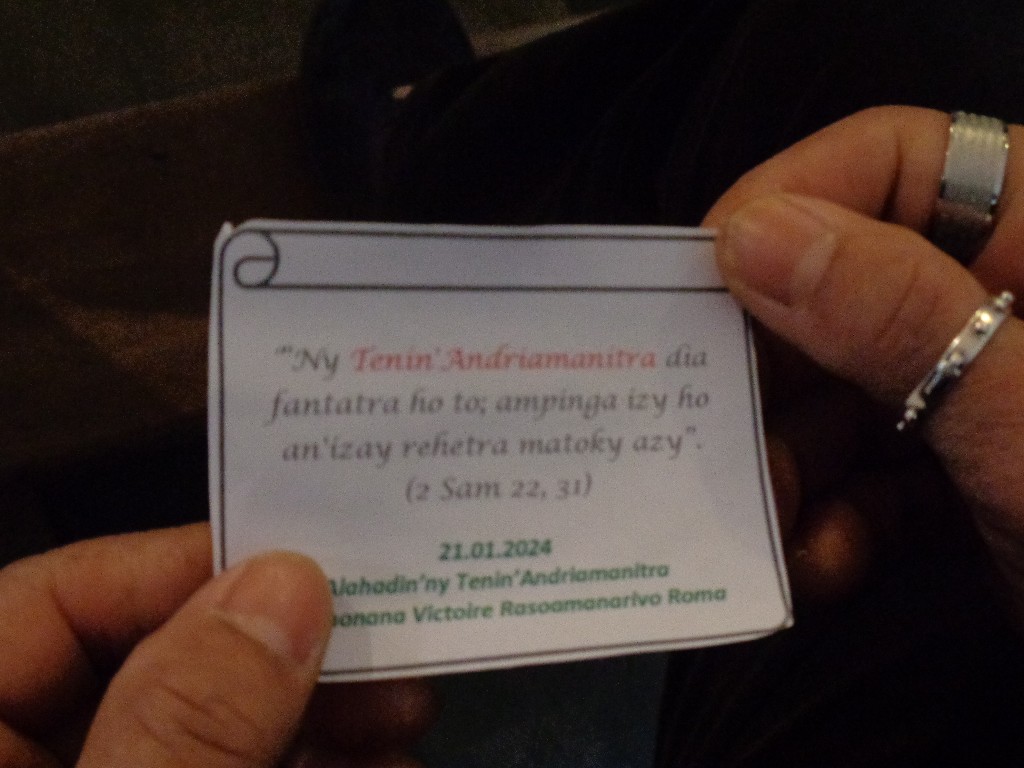 "“Ny Tenin'Andriamanitra dia
fantatra ho to; ampinga izy ho
an'izay rehetra matoky azy”.
(2 Sam 22, 31)
21.01.2024
Alahadin'ny Tenin'Andriamanitra
Victoire Rasoamanarivo Roma